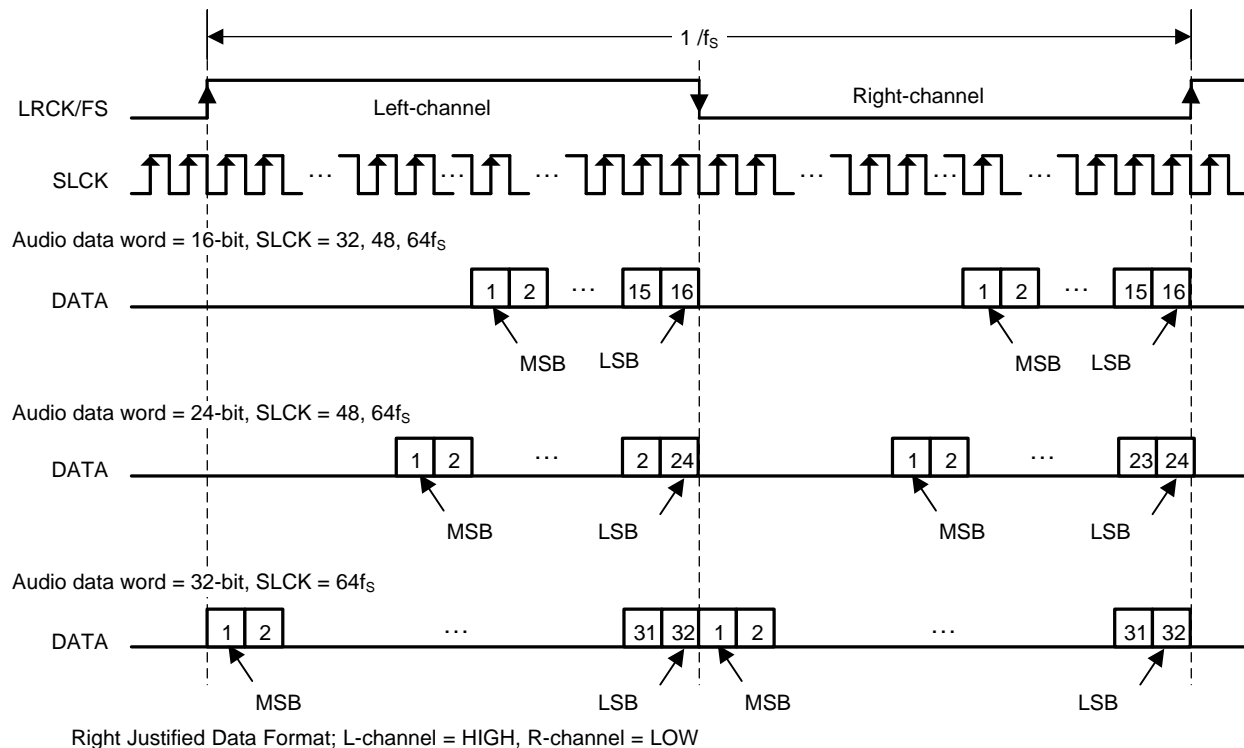 1 /fS
LRCK/FS
Left-channel
Right-channel
SLCK
... ... ... ... ... ...
Audio data word = 16-bit, SLCK = 32, 48, 64fS
DATA
1 2 ... 15 16 1 2 ... 15 16
MSB LSB MSB LSB
Audio data word = 24-bit, SLCK = 48, 64fS
DATA
1 2 ... 2 24 1 2 ... 23 24
MSB LSB MSB LSB
Audio data word = 32-bit, SLCK = 64fS
DATA
1 2 ... 31 32 1 2 ... 31 32
MSB LSB MSB LSB
Right Justified Data Format; L-channel = HIGH, R-channel = LOW